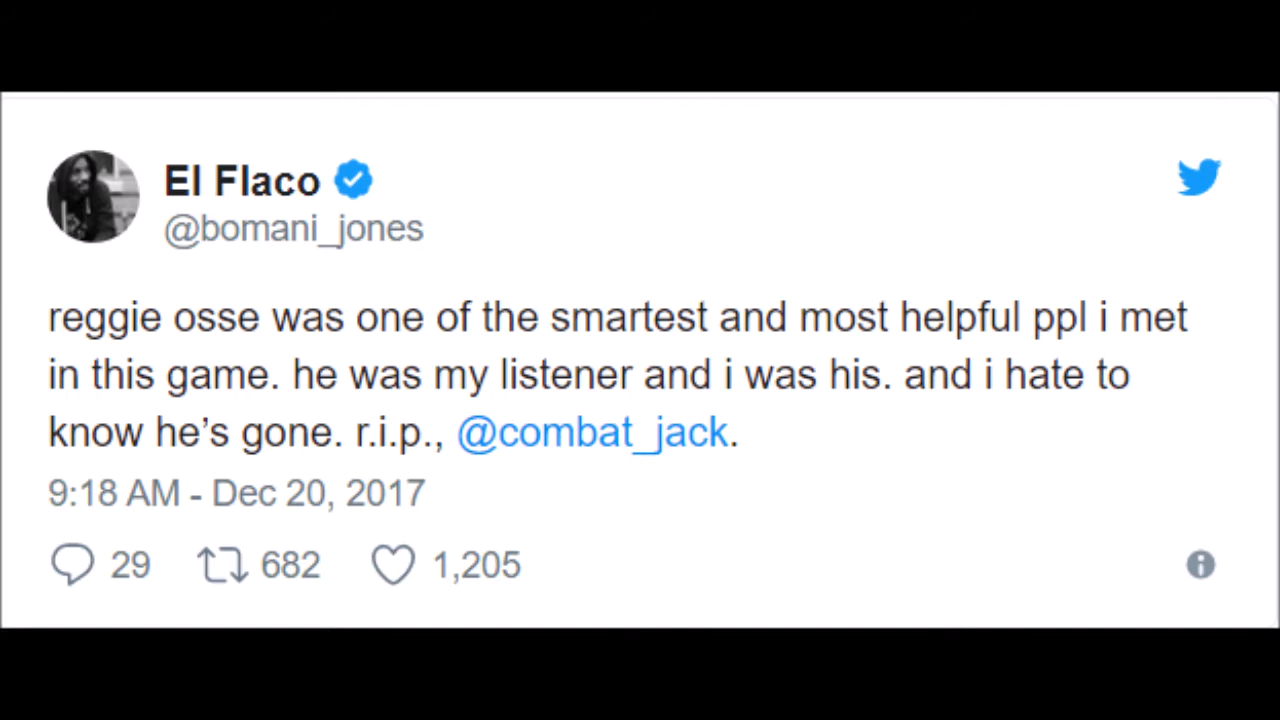 El Flaco
@bomani_jones
reggie osse was one of the smartest and most helpful ppl i met
in this game. he was my listener and i was his. and i hate to
know he’s gone. r.i.p., @combat_jack.
9:18 AM - Dec 20, 2017
29 682 1,205